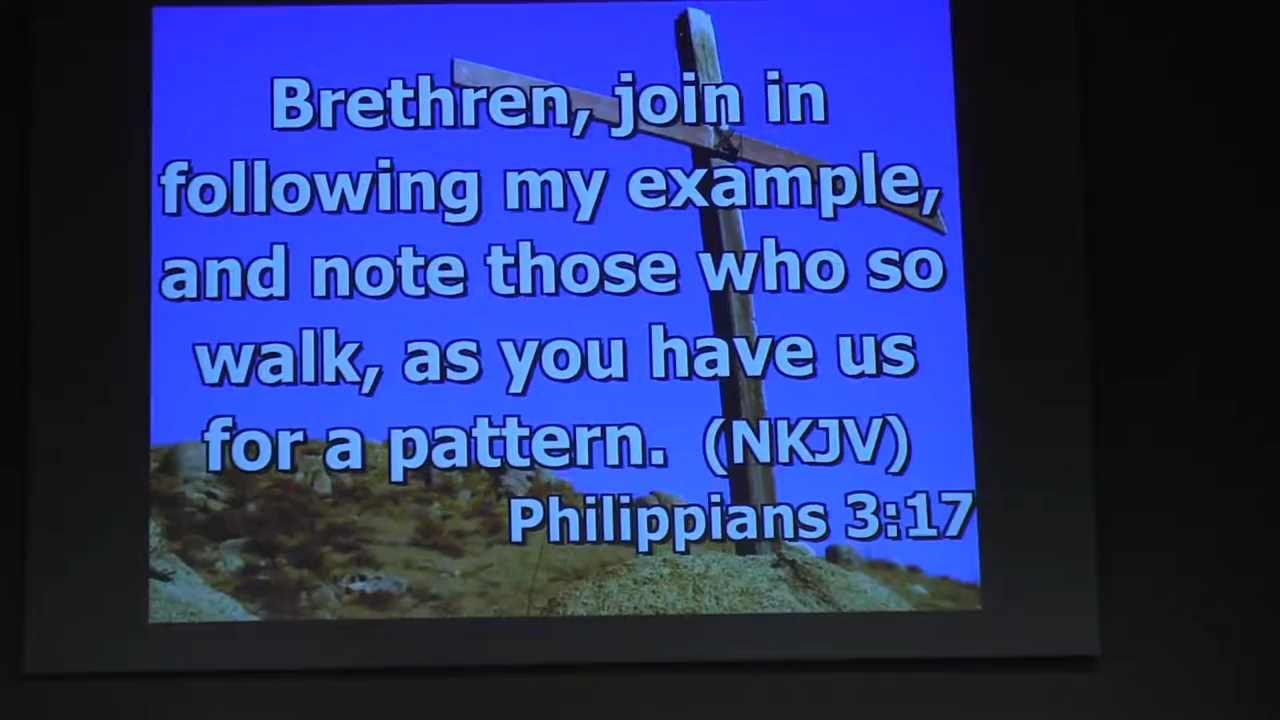 Brethren, join in
following my example,
and note those who so
walk, as you have us
for a pattern. (NKJV)
Philippians 3:17